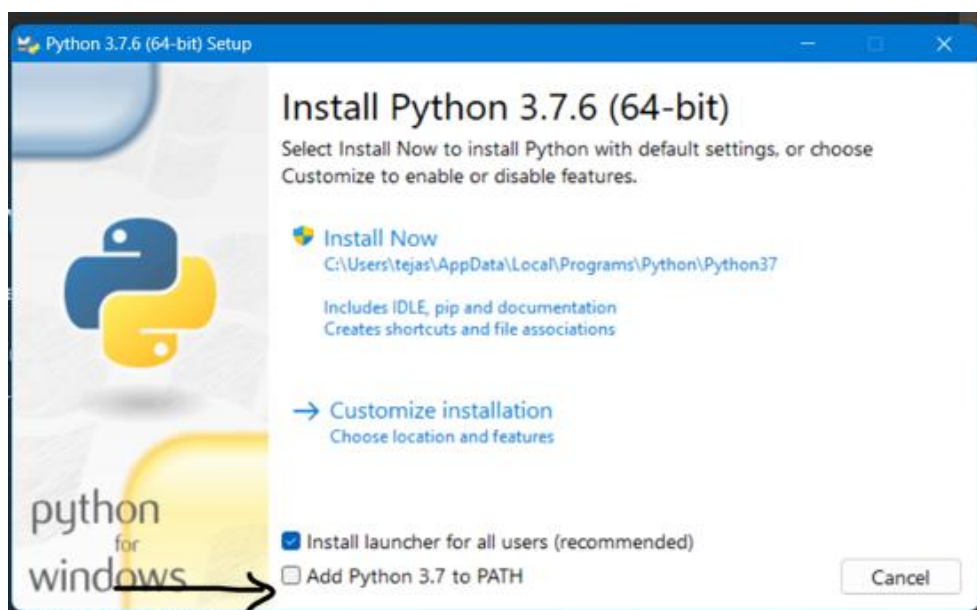 Python 3.7.6 (64-bit) Setup
Install Python 3.7.6 (64-bit)
Select Install Now to install Python with default settings, or choose
Customize to enable or disable features.
Install Now
C:\Users\tejas\AppData\Local\Programs\Python\Python37
Includes IDLE, pip and documentation
Creates shortcuts and file associations
Customize installation
Choose location and features
python
for
windows
Install launcher for all users (recommended)
Add Python 3.7 to PATH
Cancel